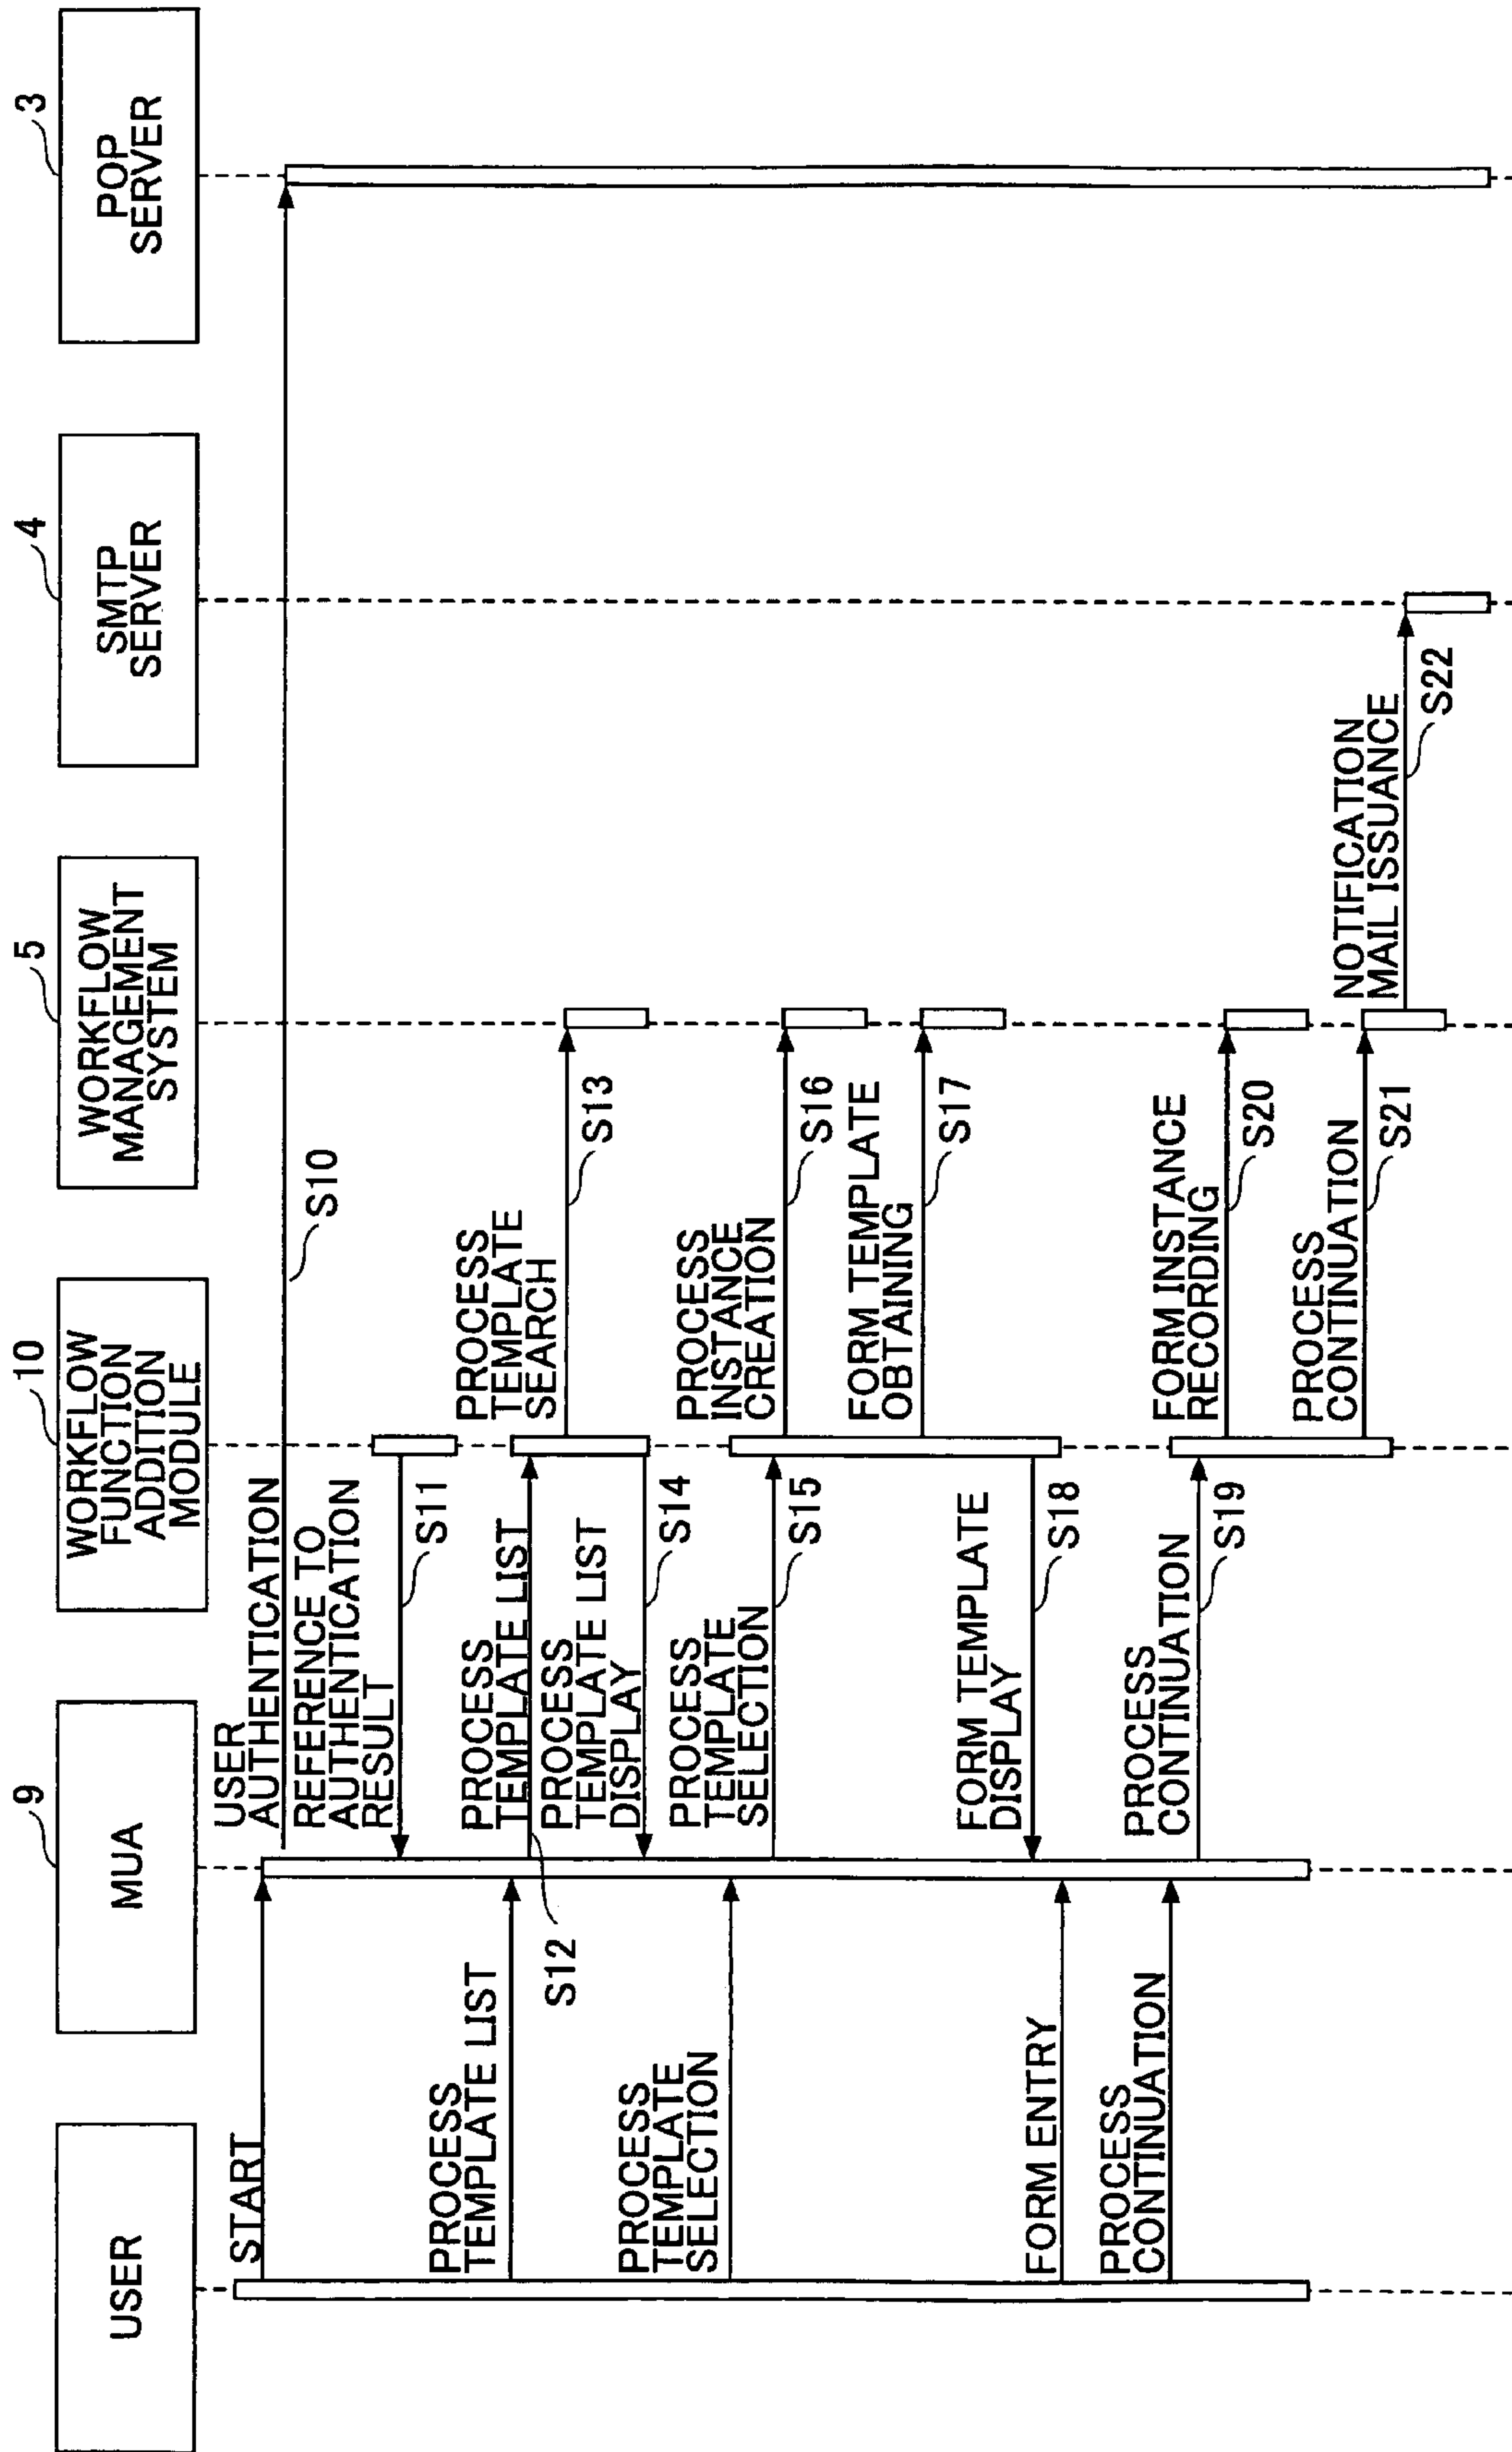 USER
MUA
9
WORKFLOW
FUNCTION
ADDITION
MODULE
10
WORKFLOW
MANAGEMENT
SYSTEM
5
SMTP
SERVER
4
POP
SERVER
3
START
USER
AUTHENTICATION
S10
REFERENCE TO
AUTHENTICATION
RESULT
S11
PROCESS
TEMPLATE LIST
PROCESS
TEMPLATE LIST
S12
PROCESS
TEMPLATE
SEARCH
S13
PROCESS
TEMPLATE LIST
DISPLAY
S14
PROCESS
TEMPLATE
SELECTION
PROCESS
TEMPLATE
SELECTION
S15
PROCESS
INSTANCE
CREATION
S16
FORM TEMPLATE
OBTAINING
S17
FORM TEMPLATE
DISPLAY
S18
FORM ENTRY
PROCESS
CONTINUATION
PROCESS
CONTINUATION
S19
FORM INSTANCE
RECORDING
S20
PROCESS
CONTINUATION
S21
NOTIFICATION
MAIL ISSUANCE
S22